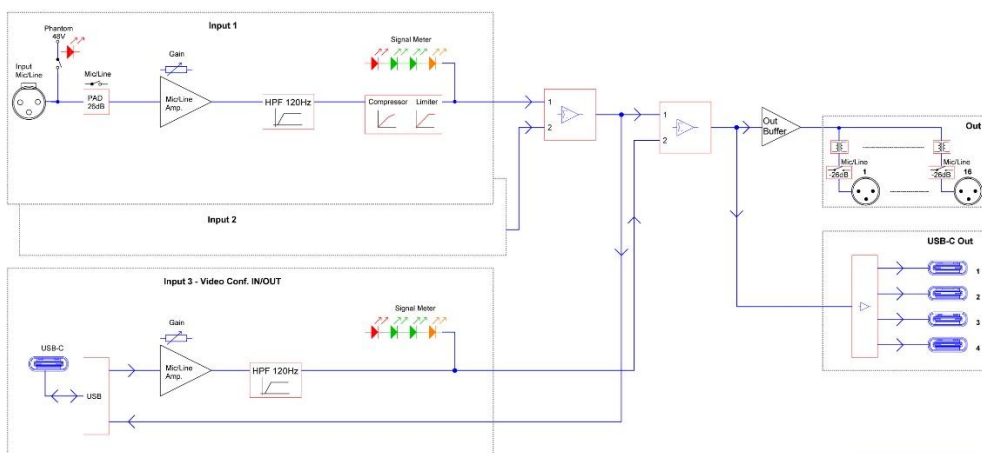 Input 1
Phantom
48V
Input
Mic/Line
Mic/Line
PAD
26dB
Gain
Mic/Line
Amp.
HPF 120Hz
Signal Meter
Compressor
Limiter
Input 2
1
2
1
2
Out
Buffer
Out
Mic/Line
-26dB
1
Mic/Line
-26dB
16
USB-C Out
1
2
3
4
Input 3 - Video Conf. IN/OUT
USB-C
USB
Gain
Mic/Line
Amp.
HPF 120Hz
Signal Meter